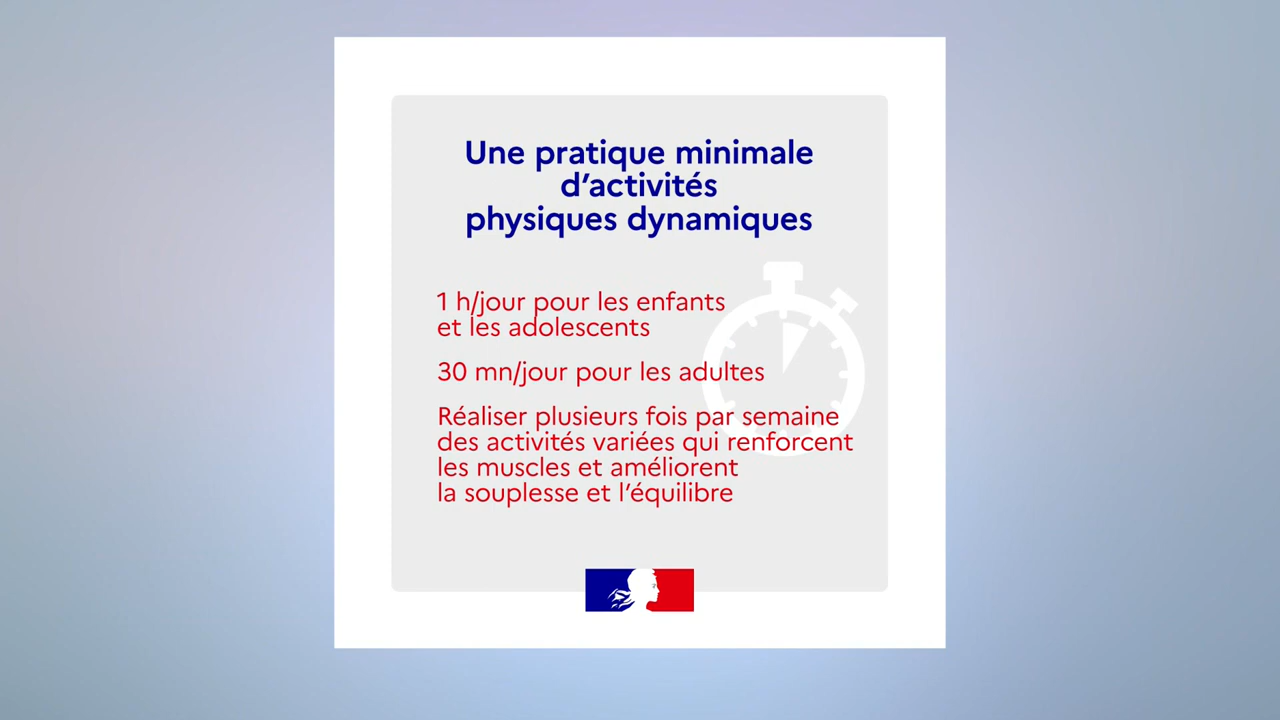 Une pratique minimale
d’activités
physiques dynamiques
1 h/jour pour les enfants
et les adolescents
30 mn/jour pour les adultes
Réaliser plusieurs fois par semaine
des activités variées qui renforcent
les muscles et améliorent
la souplesse et l’équilibre